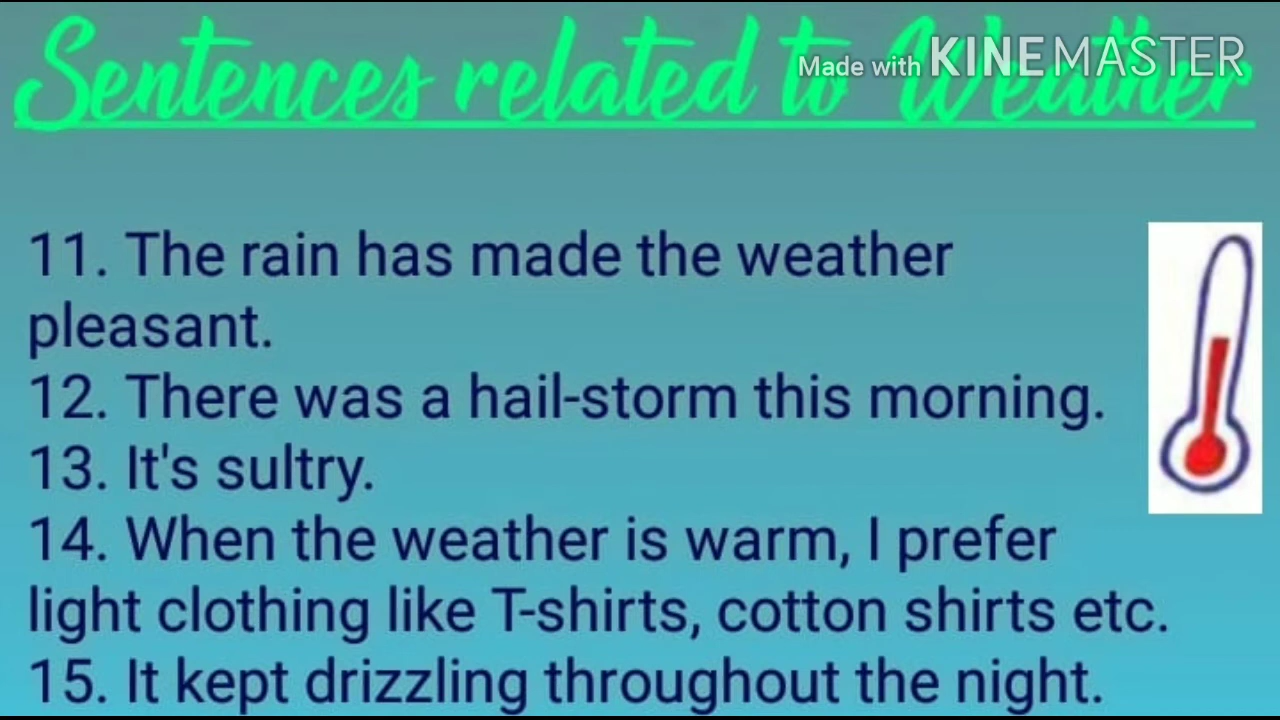 Sentences related to Weather
Made with KINEMASTER
11. The rain has made the weather
pleasant.
12. There was a hail-storm this morning.
13. It's sultry.
14. When the weather is warm, I prefer
light clothing like T-shirts, cotton shirts etc.
15. It kept drizzling throughout the night.